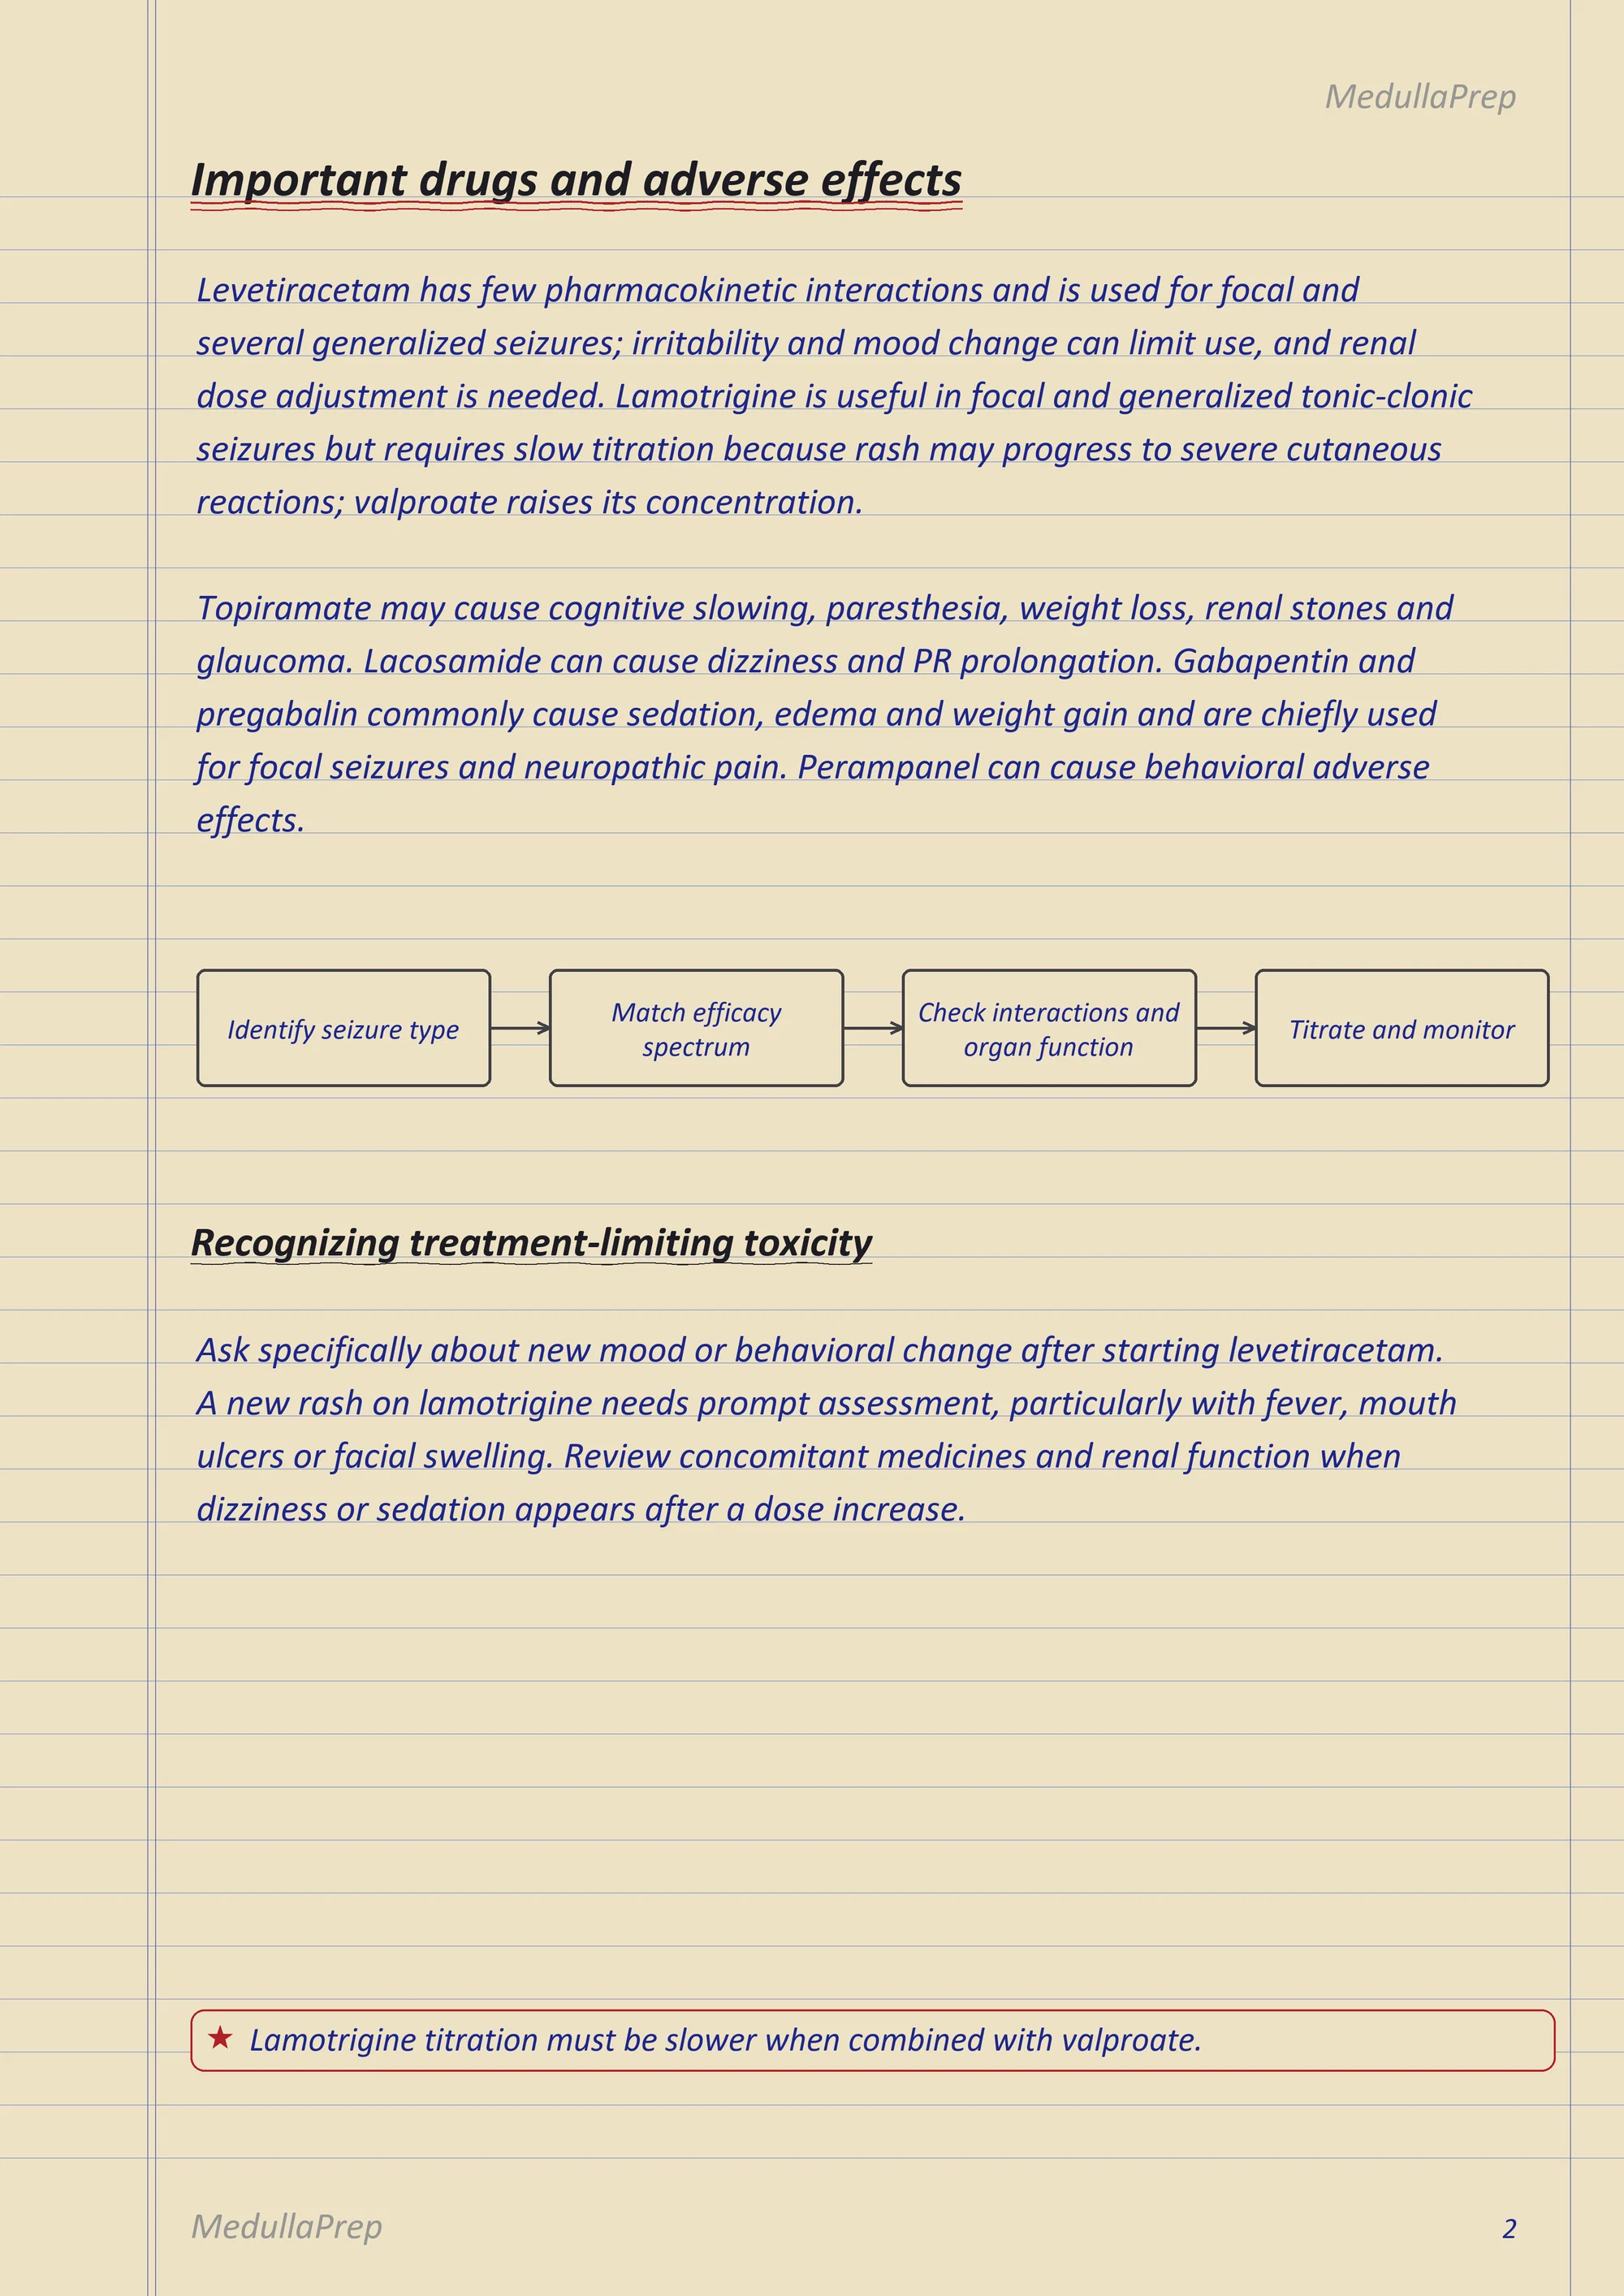 MedullaPrep
Important drugs and adverse effects
Levetiracetam has few pharmacokinetic interactions and is used for focal and
several generalized seizures; irritability and mood change can limit use, and renal
dose adjustment is needed. Lamotrigine is useful in focal and generalized tonic-clonic
seizures but requires slow titration because rash may progress to severe cutaneous
reactions; valproate raises its concentration.
Topiramate may cause cognitive slowing, paresthesia, weight loss, renal stones and
glaucoma. Lacosamide can cause dizziness and PR prolongation. Gabapentin and
pregabalin commonly cause sedation, edema and weight gain and are chiefly used
for focal seizures and neuropathic pain. Perampanel can cause behavioral adverse
effects.
Identify seizure type
Match efficacy
spectrum
Check interactions and
organ function
Titrate and monitor
Recognizing treatment-limiting toxicity
Ask specifically about new mood or behavioral change after starting levetiracetam.
A new rash on lamotrigine needs prompt assessment, particularly with fever, mouth
ulcers or facial swelling. Review concomitant medicines and renal function when
dizziness or sedation appears after a dose increase.
★ Lamotrigine titration must be slower when combined with valproate.
MedullaPrep
2